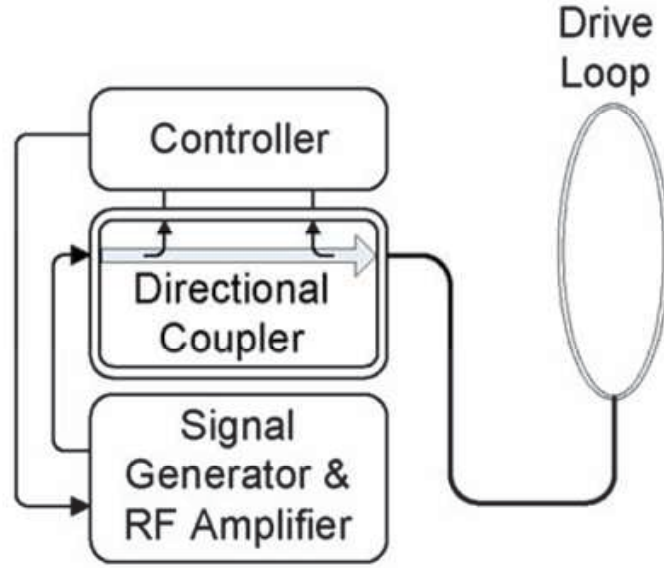 Drive
Loop
Controller
Directional
Coupler
Signal
Generator &
RF Amplifier